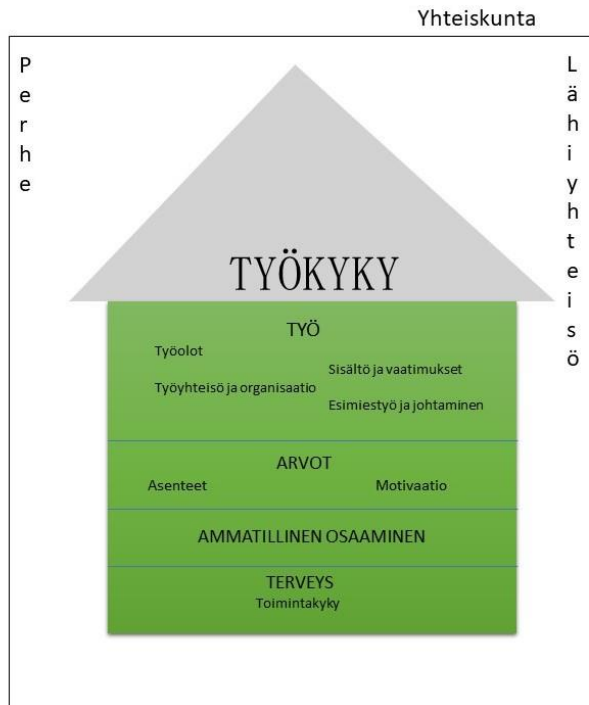 Yhteiskunta
Perhe
Lähiyhteisö
TYÖKYKY
TYÖ
Työolot
Sisältö ja vaatimukset
Työyhteisö ja organisaatio
Esimiestyö ja johtaminen
ARVOT
Asenteet
Motivaatio
AMMATILLINEN OSAAMINEN
TERVEYS
Toimintakyky